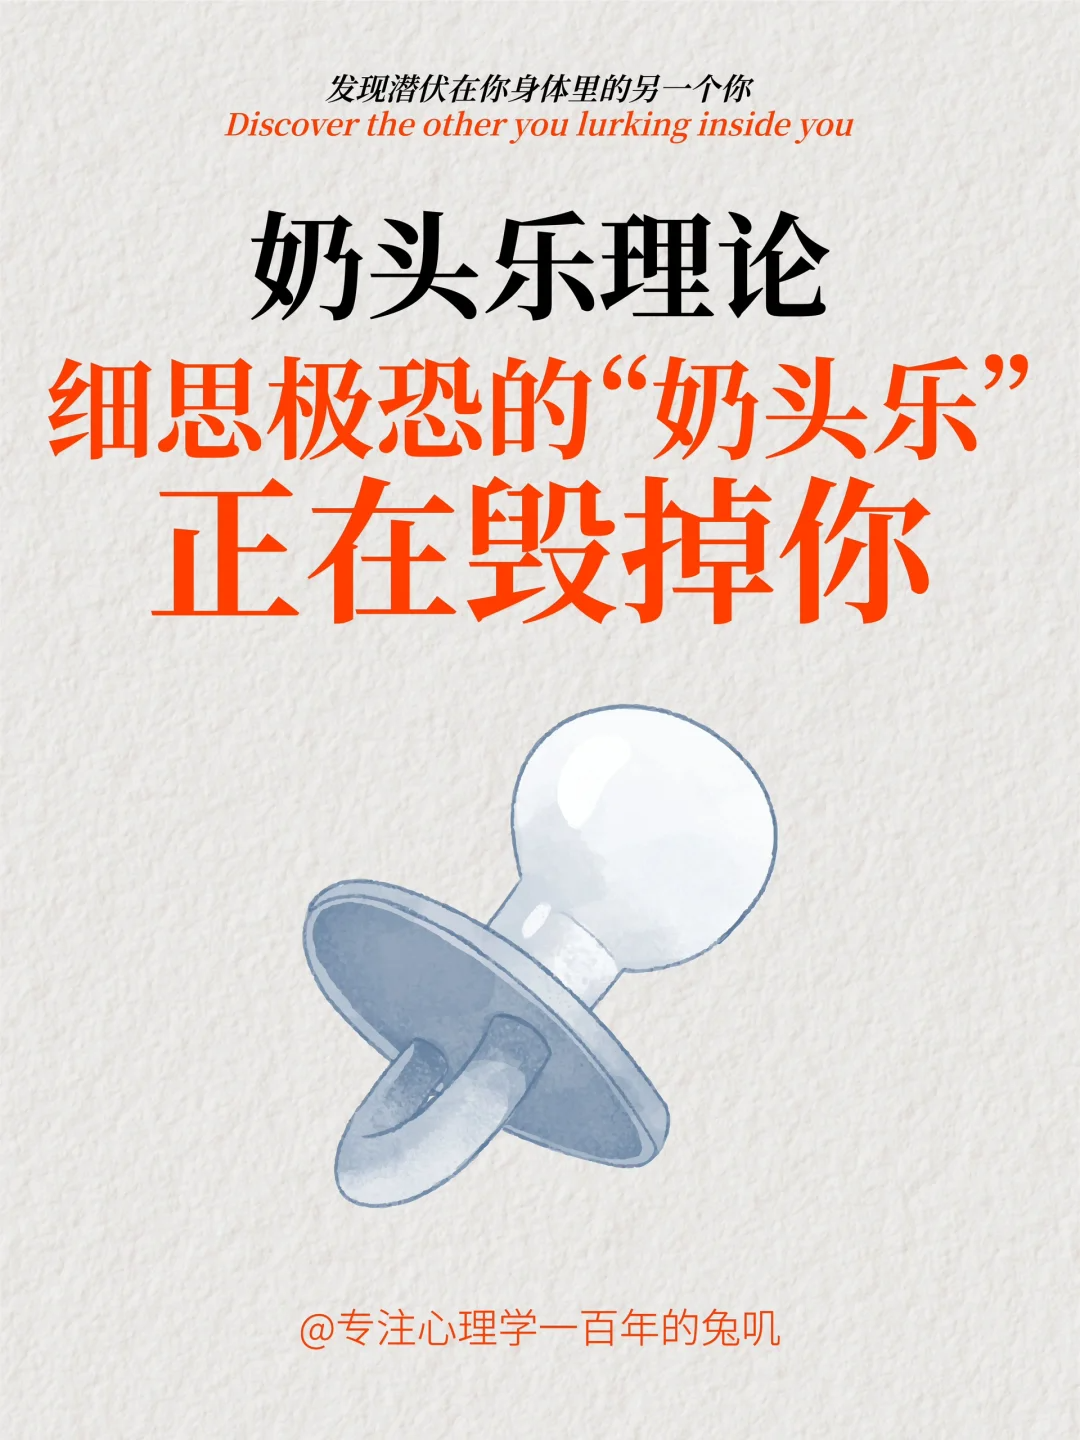 发现潜伏在你身体里的另一个你
Discover the other you lurking inside you
奶头乐理论
细思极恐的“奶头乐”
正在毁掉你
@专注心理学一百年的兔叽